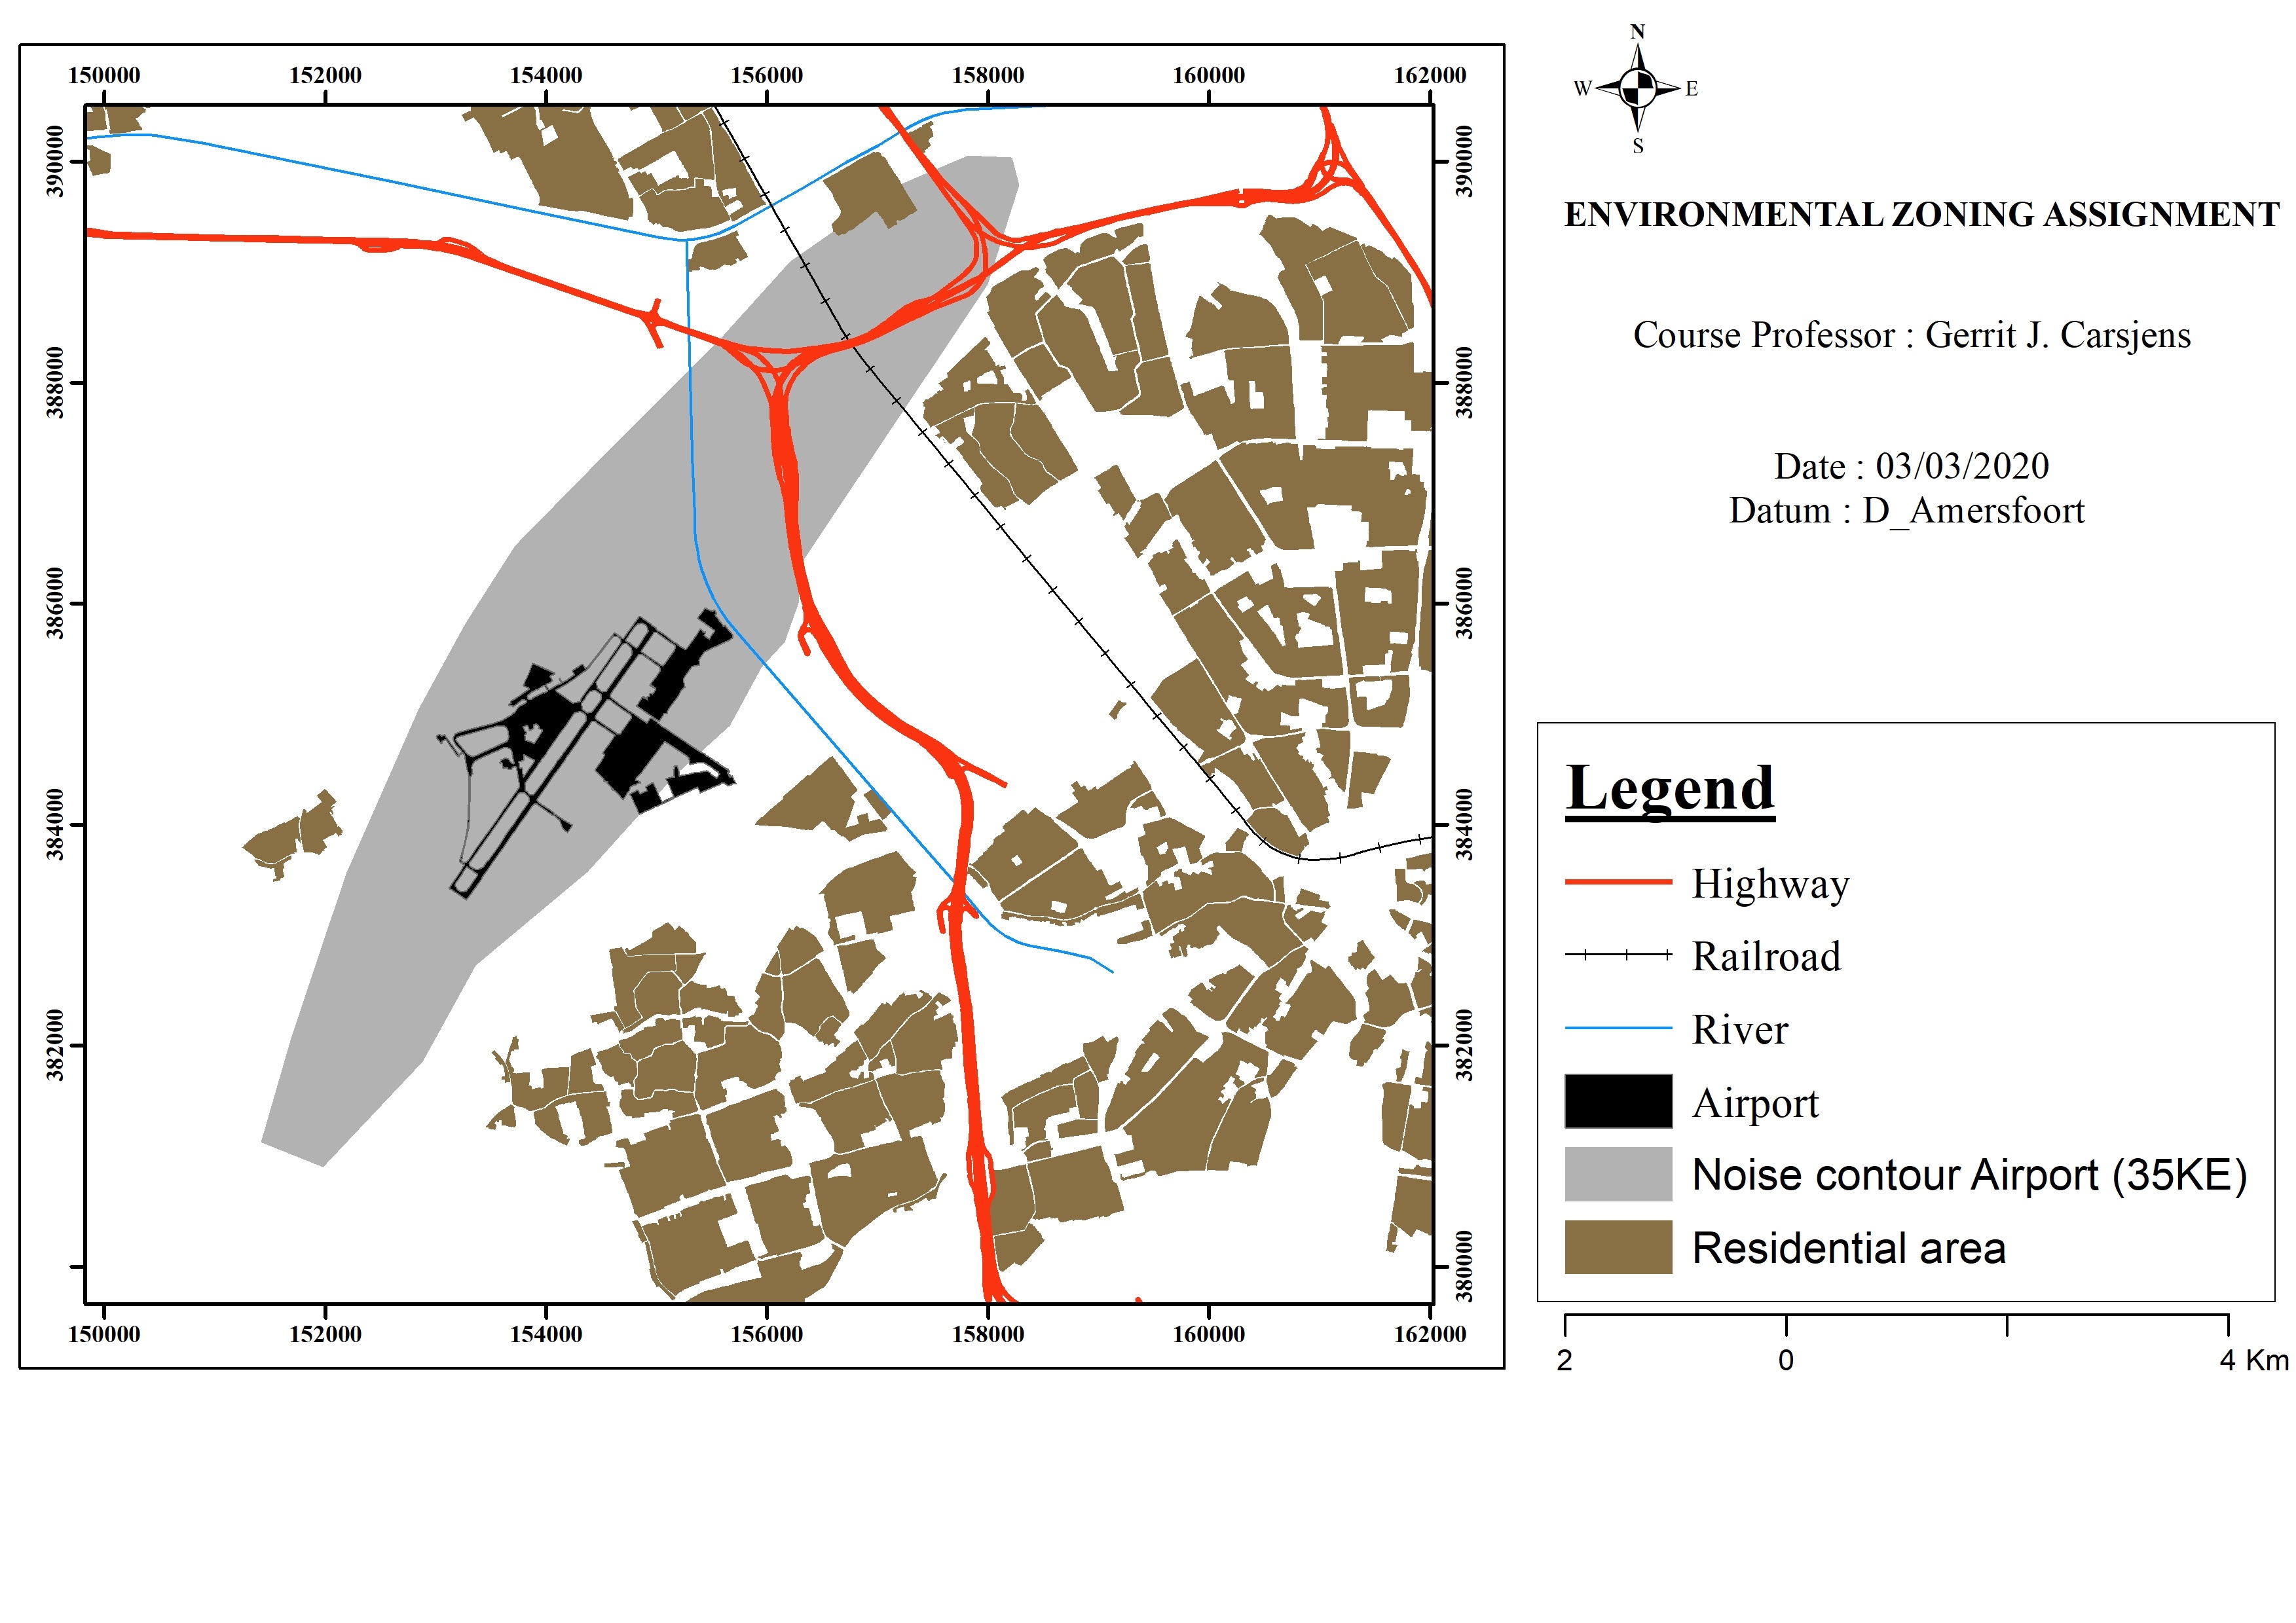 150000 152000 154000 156000 158000 160000 162000
390000
388000
386000
384000
382000
390000
388000
386000
384000
382000
380000
150000 152000 154000 156000 158000 160000 162000
N
W E
S
ENVIRONMENTAL ZONING ASSIGNMENT
Course Professor : Gerrit J. Carsjens
Date : 03/03/2020
Datum : D_Amersfoort
Legend
Highway
Railroad
River
Airport
Noise contour Airport (35KE)
Residential area
2 0 4 Km